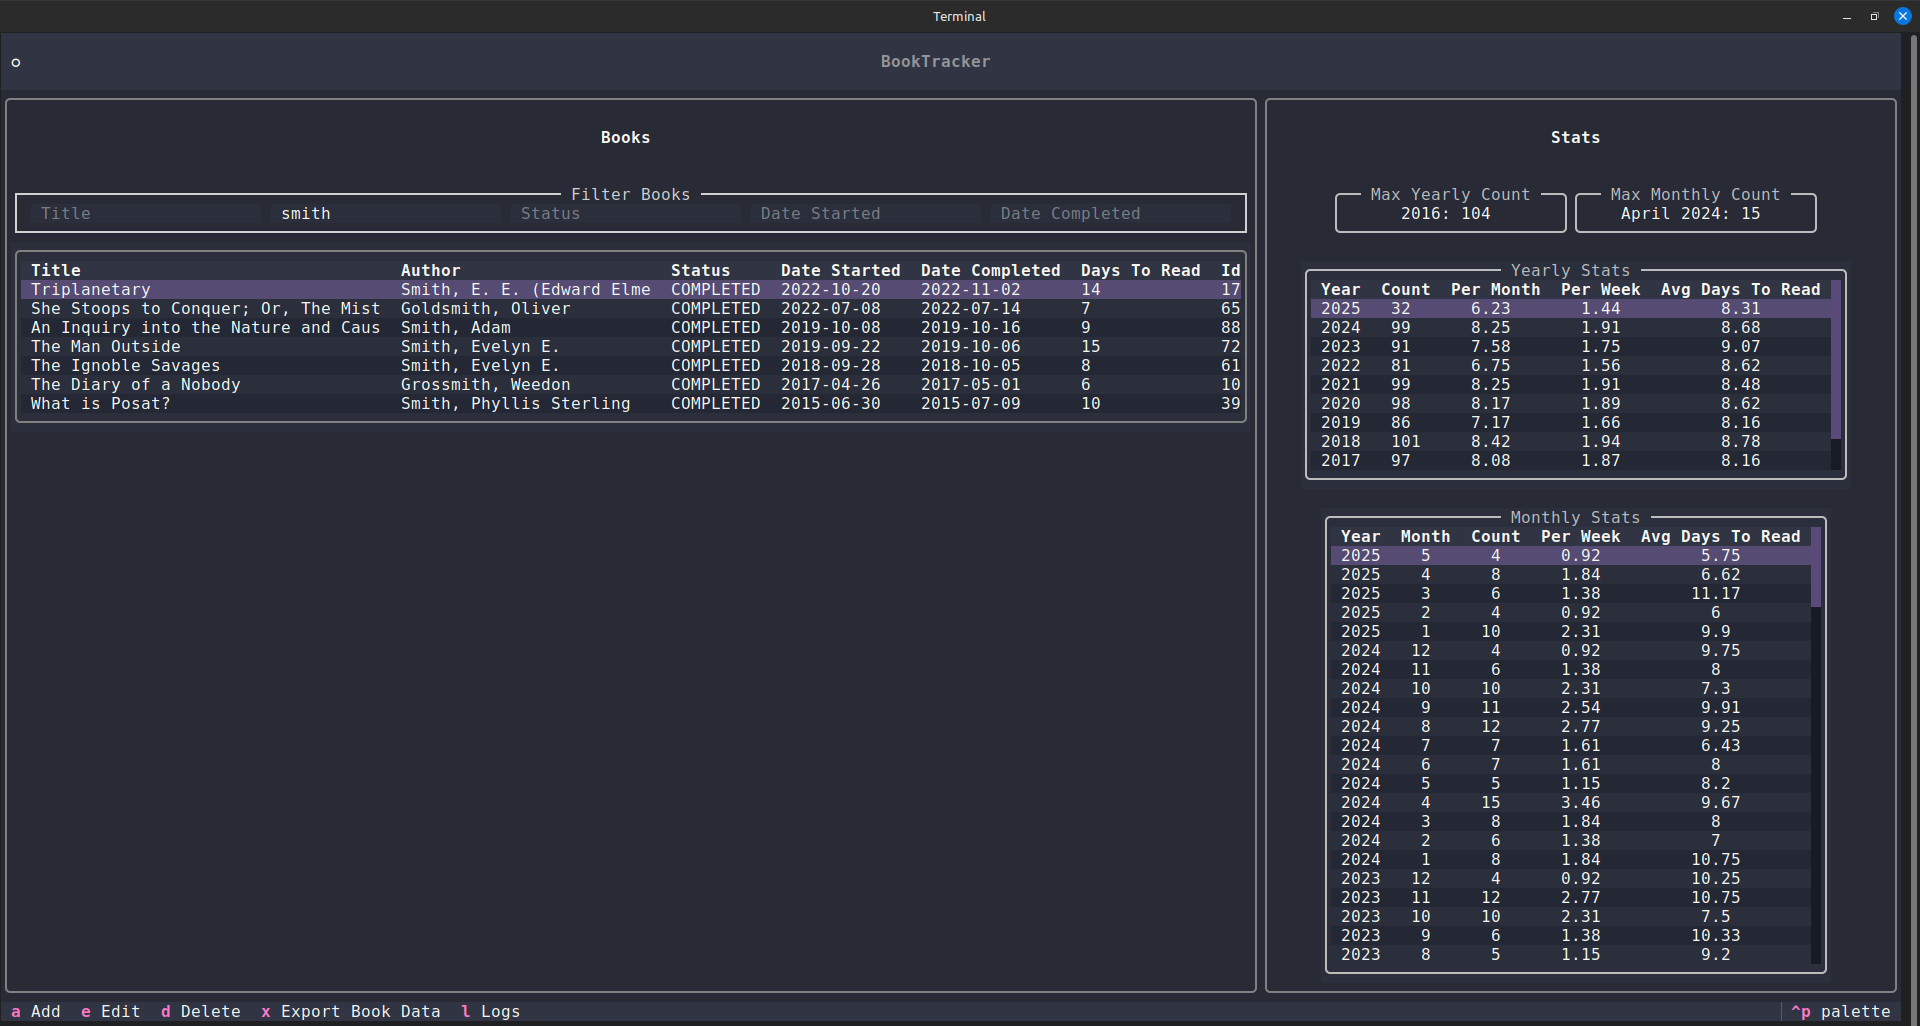 Terminal
BookTracker
Books
Filter Books
Title smith Status Date Started Date Completed
Title Author Status Date Started Date Completed Days To Read Id
Triplanetary Smith, E. E. (Edward Elme COMPLETED 2022-10-20 2022-11-02 14 17
She Stoops to Conquer; Or, The Mist Goldsmith, Oliver COMPLETED 2022-07-08 2022-07-14 7 65
An Inquiry into the Nature and Caus Smith, Adam COMPLETED 2019-10-08 2019-10-16 9 88
The Man Outside Smith, Evelyn E. COMPLETED 2019-09-22 2019-10-06 15 72
The Ignoble Savages Smith, Evelyn E. COMPLETED 2018-09-28 2018-10-05 8 61
The Diary of a Nobody Grossmith, Weedon COMPLETED 2017-04-26 2017-05-01 6 10
What is Posat? Smith, Phyllis Sterling COMPLETED 2015-06-30 2015-07-09 10 39
Stats
Max Yearly Count
2016: 104
Max Monthly Count
April 2024: 15
Yearly Stats
Year Count Per Month Per Week Avg Days To Read
2025 32 6.23 1.44 8.31
2024 99 8.25 1.91 8.68
2023 91 7.58 1.75 9.07
2022 81 6.75 1.56 8.62
2021 99 8.25 1.91 8.48
2020 98 8.17 1.89 8.62
2019 86 7.17 1.66 8.16
2018 101 8.42 1.94 8.78
2017 97 8.08 1.87 8.16
Monthly Stats
Year Month Count Per Week Avg Days To Read
2025 5 4 0.92 5.75
2025 4 8 1.84 6.62
2025 3 6 1.38 11.17
2025 2 4 0.92 6
2025 1 10 2.31 9.9
2024 12 4 0.92 9.75
2024 11 6 1.38 8
2024 10 10 2.31 7.3
2024 9 11 2.54 9.91
2024 8 12 2.77 9.25
2024 7 7 1.61 6.43
2024 6 7 1.61 8
2024 5 5 1.15 8.2
2024 4 15 3.46 9.67
2024 3 8 1.84 8
2024 2 6 1.38 7
2024 1 8 1.84 10.75
2023 12 4 0.92 10.25
2023 11 12 2.77 10.75
2023 10 10 2.31 7.5
2023 9 6 1.38 10.33
2023 8 5 1.15 9.2
a Add e Edit d Delete x Export Book Data l Logs ^p palette